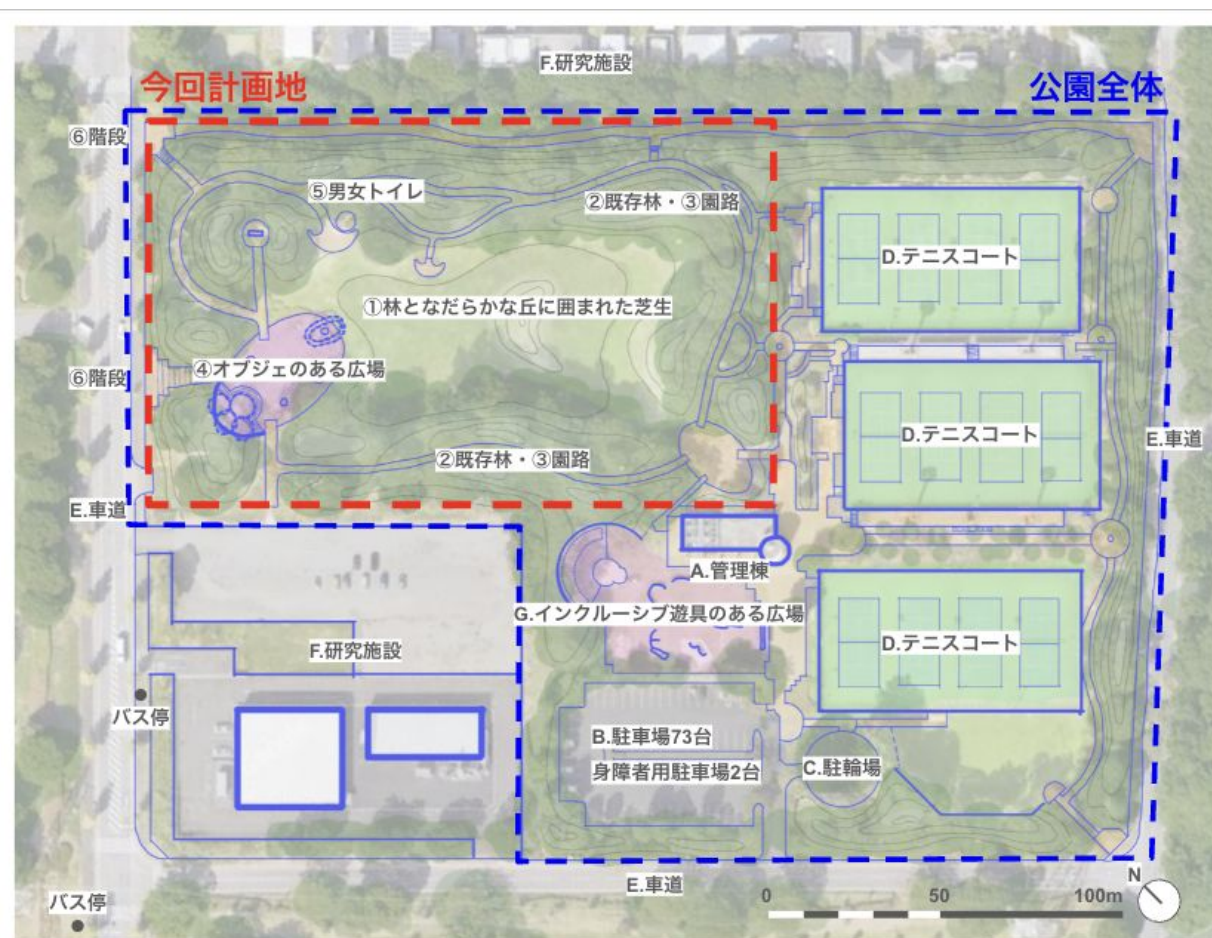 F.研究施設
今回計画地
公園全体
⑥階段
⑤男女トイレ
②既存林・③園路
D.テニスコート
①林となだらかな丘に囲まれた芝生
⑥階段
④オブジェのある広場
D.テニスコート
E.車道
②既存林・③園路
E.車道
A.管理棟
G.インクルーシブ遊具のある広場
D.テニスコート
F.研究施設
バス停
B.駐車場73台
身障者用駐車場2台
C.駐輪場
E.車道
バス停
0 50 100m
N